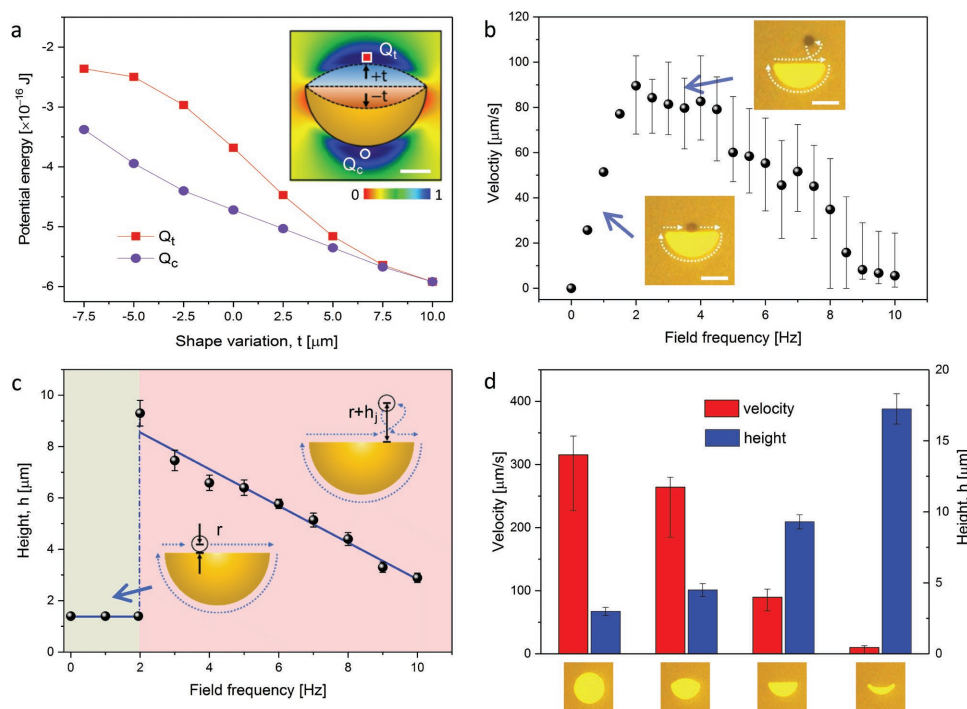 a
Potential energy [×10⁻¹⁶ J]
-2
-3
-4
-5
-6
-7.5 -5.0 -2.5 0.0 2.5 5.0 7.5 10.0
Shape variation, t [μm]
Qt
Qc
Qt
+t
−t
Qc
0 1
b
Veloctiy [μm/s]
120
100
80
60
40
20
0
0 2 4 6 8 10
Field frequency [Hz]
c
Height, h [μm]
10
8
6
4
2
0
0 2 4 6 8 10
Field frequency [Hz]
r+hj
r
d
Velocity [μm/s]
400
300
200
100
0
velocity
height
20
15
10
5
0
Height, h [μm]